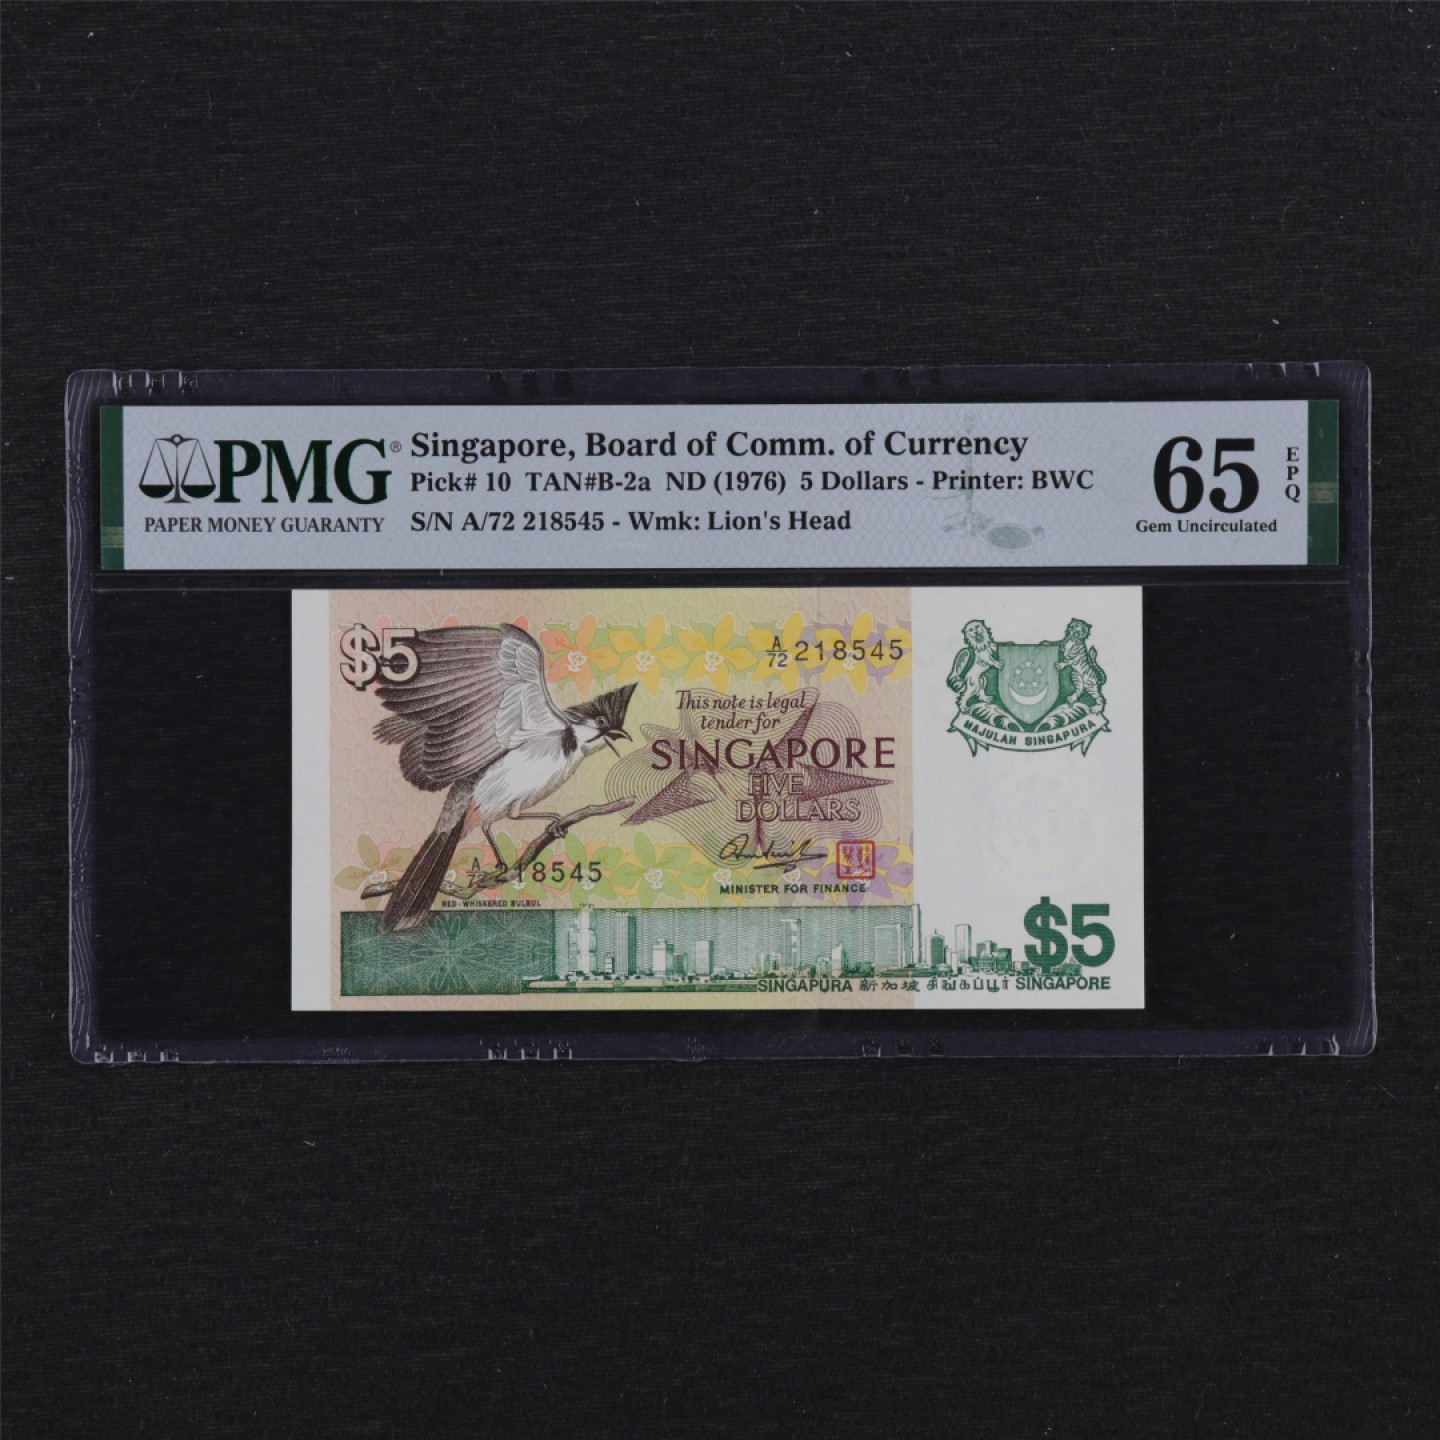 PMG®
PAPER MONEY GUARANTY
Singapore, Board of Comm. of Currency
Pick# 10 TAN#B-2a ND (1976) 5 Dollars - Printer: BWC
S/N A/72 218545 - Wmk: Lion's Head
65
EPQ
Gem Uncirculated
$5
A/72 218545
This note is legal
tender for
SINGAPORE
FIVE
DOLLARS
MINISTER FOR FINANCE
A/72 218545
RED-WHISKERED BULBUL
MAJULAH SINGAPURA
$5
SINGAPURA 新加坡 சிங்கப்பூர் SINGAPORE